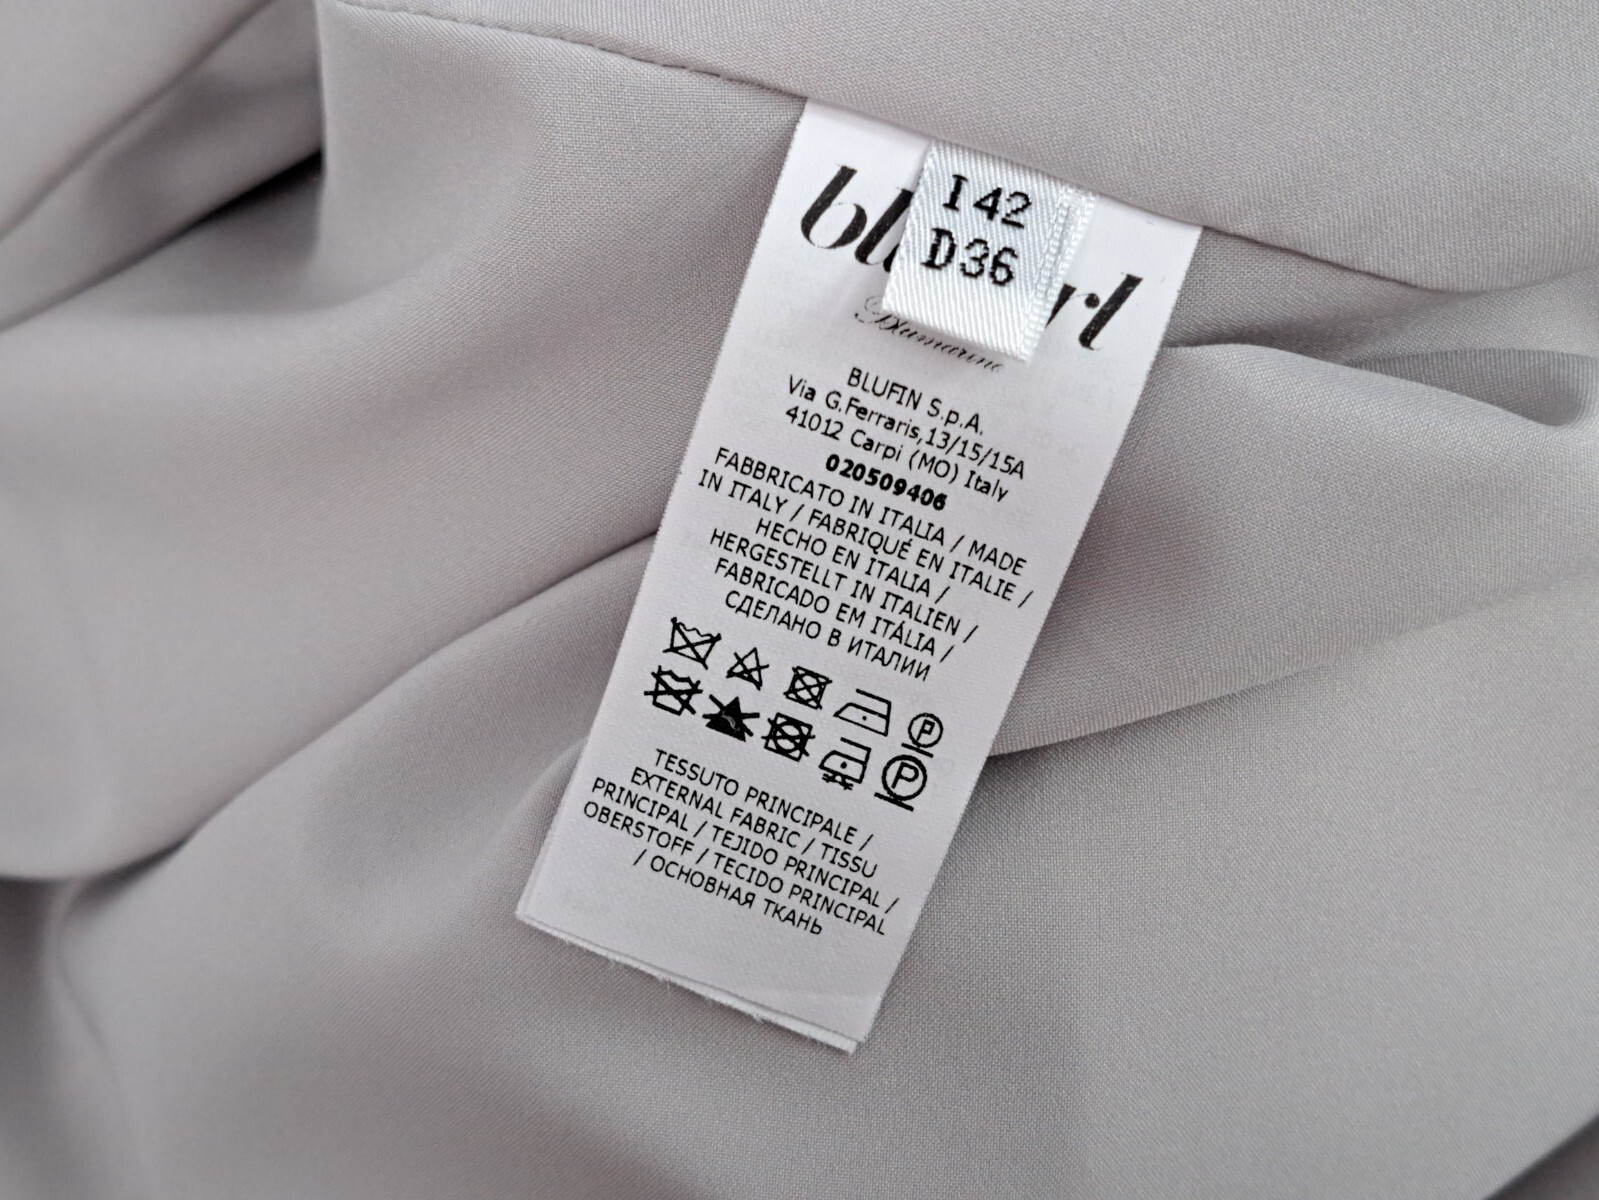 I 42
D36
Blumarine
BLUFIN S.p.A.
Via G.Ferraris,13/15/15A
41012 Carpi (MO) Italy
020509406
FABBRICATO IN ITALIA / MADE
IN ITALY / FABRIQUÉ EN ITALIE /
HECHO EN ITALIA /
HERGESTELLT IN ITALIEN /
FABRICADO EM ITÁLIA /
СДЕЛАНО В ИТАЛИИ
TESSUTO PRINCIPALE /
EXTERNAL FABRIC / TISSU
PRINCIPAL / TEJIDO PRINCIPAL /
OBERSTOFF / TECIDO PRINCIPAL
/ ОСНОВНАЯ ТКАНЬ